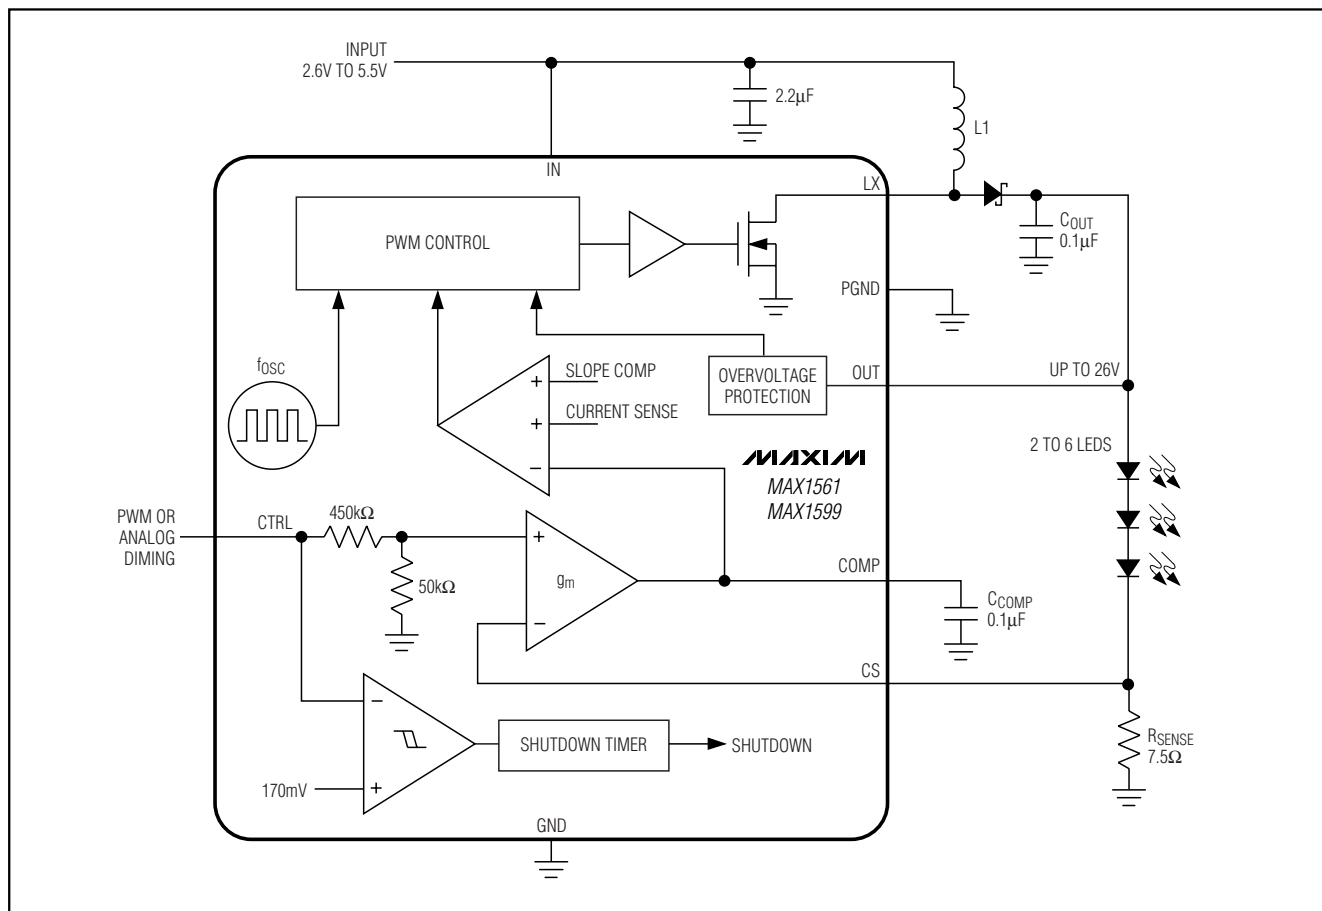 INPUT
2.6V TO 5.5V
2.2μF
L1
IN
LX
PWM CONTROL
COUT
0.1μF
PGND
fOSC
SLOPE COMP
CURRENT SENSE
OVERVOLTAGE
PROTECTION
OUT
UP TO 26V
+
+
−
MAXIM
MAX1561
MAX1599
2 TO 6 LEDS
PWM OR
ANALOG
DIMING
CTRL
450kΩ
50kΩ
+
gm
−
COMP
CCOMP
0.1μF
CS
−
+
170mV
SHUTDOWN TIMER
SHUTDOWN
RSENSE
7.5Ω
GND